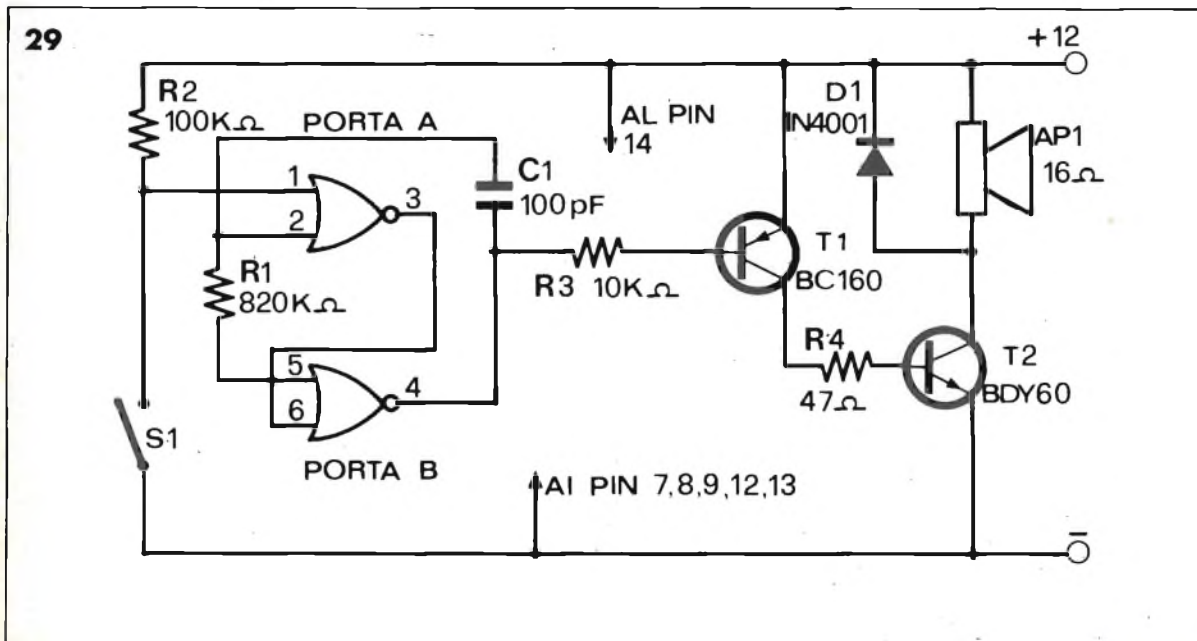 29
+12
R2
100KΩ
PORTA A
AL PIN
14
D1
IN4001
AP1
16Ω
C1
100pF
1
2
3
R1
820KΩ
R3 10KΩ
T1
BC160
5
6
4
R4
47Ω
T2
BDY60
S1
PORTA B
AI PIN 7,8,9,12,13
-